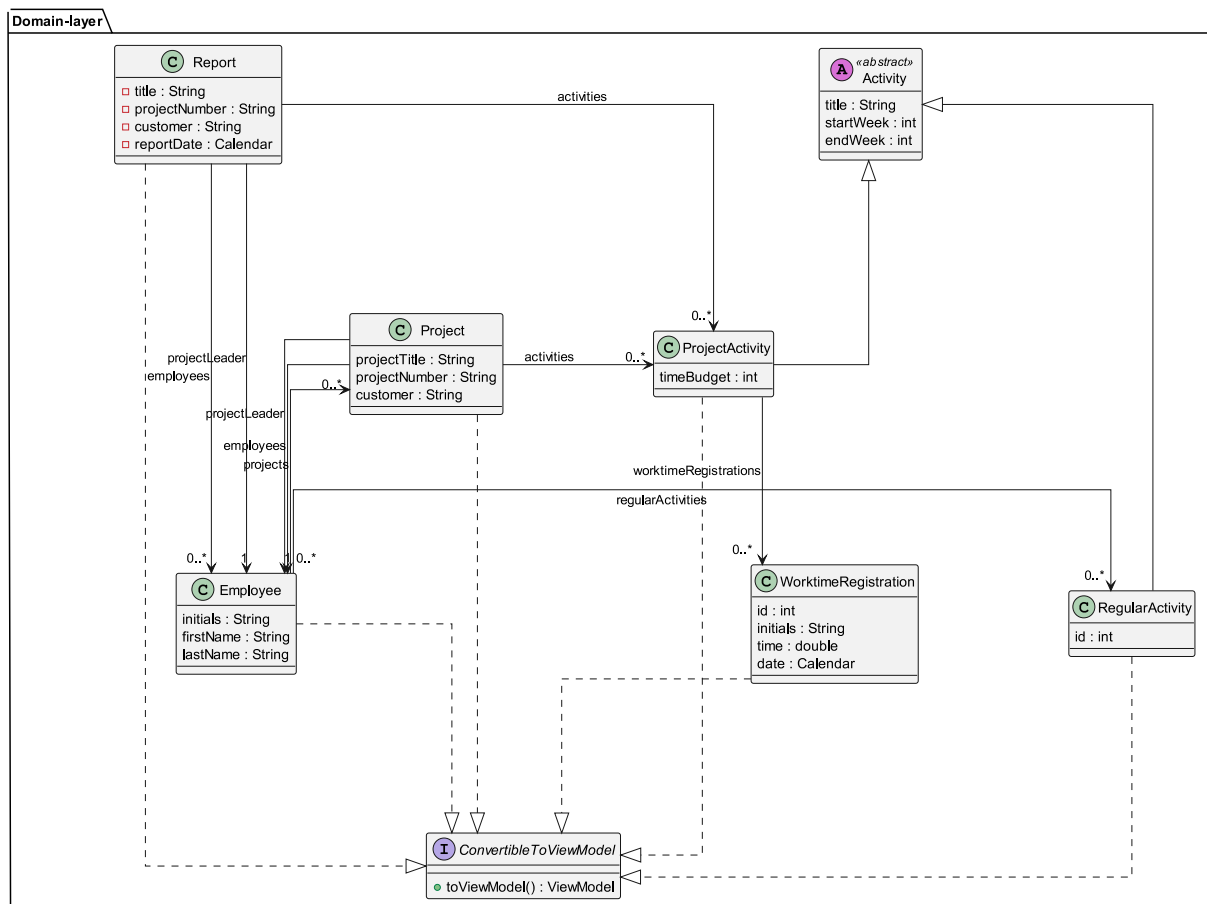 Domain-layer
C Report
title : String
projectNumber : String
customer : String
reportDate : Calendar
activities
A «abstract»
Activity
title : String
startWeek : int
endWeek : int
0..*
C Project
projectTitle : String
projectNumber : String
customer : String
activities
0..*
C ProjectActivity
timeBudget : int
projectLeader
employees
0..*
projectLeader
employees
projects
worktimeRegistrations
regularActivities
0..*
1
1
0..*
0..*
0..*
C Employee
initials : String
firstName : String
lastName : String
C WorktimeRegistration
id : int
initials : String
time : double
date : Calendar
C RegularActivity
id : int
I ConvertibleToViewModel
toViewModel() : ViewModel